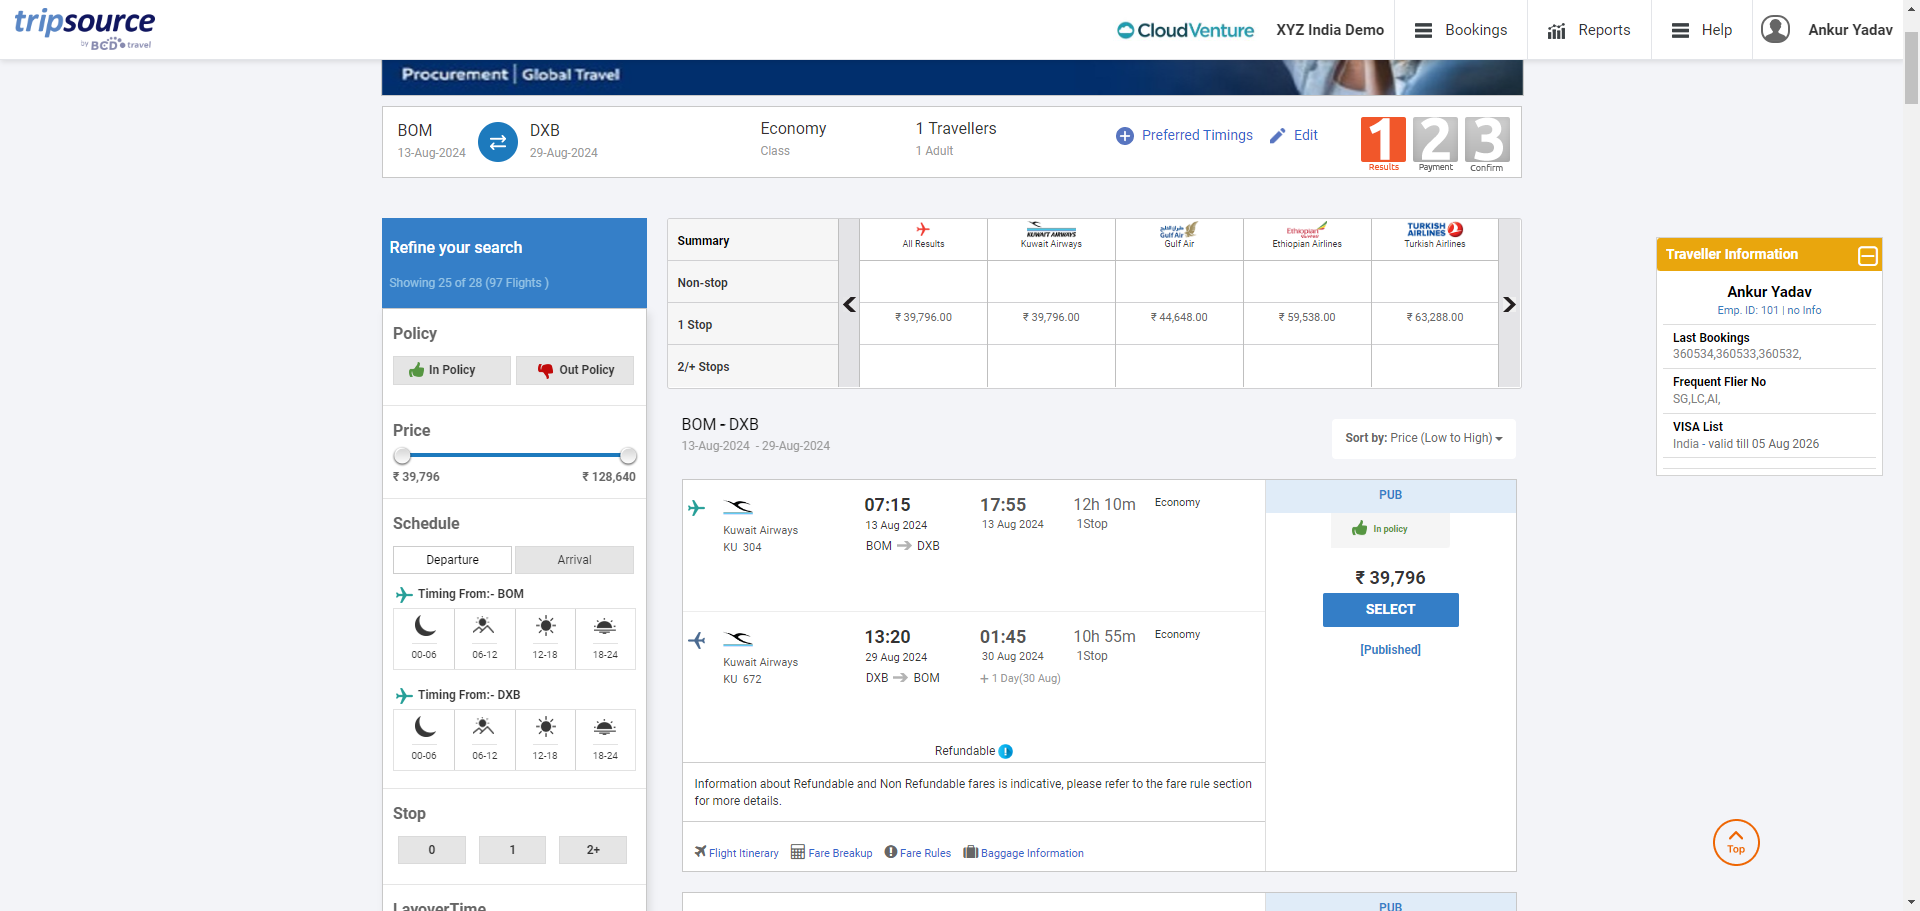 tripsource
by BCD travel
CloudVenture
XYZ India Demo
Bookings
Reports
Help
Ankur Yadav
Procurement | Global Travel
BOM
13-Aug-2024
DXB
29-Aug-2024
Economy
Class
1 Travellers
1 Adult
Preferred Timings
Edit
1
Results
2
Payment
3
Confirm
Refine your search
Showing 25 of 28 (97 Flights )
Policy
In Policy
Out Policy
Price
₹ 39,796
₹ 128,640
Schedule
Departure
Arrival
Timing From:- BOM
00-06
06-12
12-18
18-24
Timing From:- DXB
00-06
06-12
12-18
18-24
Stop
0
1
2+
LayoverTime
Summary
All Results
KUWAIT AIRWAYS
Kuwait Airways
Gulf Air
Gulf Air
Ethiopian
Ethiopian Airlines
TURKISH AIRLINES
Turkish Airlines
Non-stop
1 Stop
₹ 39,796.00
₹ 39,796.00
₹ 44,648.00
₹ 59,538.00
₹ 63,288.00
2/+ Stops
BOM - DXB
13-Aug-2024 - 29-Aug-2024
Sort by: Price (Low to High)
Kuwait Airways
KU 304
07:15
13 Aug 2024
BOM DXB
17:55
13 Aug 2024
12h 10m
1Stop
Economy
Kuwait Airways
KU 672
13:20
29 Aug 2024
DXB BOM
01:45
30 Aug 2024
+ 1 Day(30 Aug)
10h 55m
1Stop
Economy
Refundable
Information about Refundable and Non Refundable fares is indicative, please refer to the fare rule section
for more details.
Flight Itinerary
Fare Breakup
Fare Rules
Baggage Information
PUB
In policy
₹ 39,796
SELECT
[Published]
PUB
Traveller Information
Ankur Yadav
Emp. ID: 101 | no Info
Last Bookings
360534,360533,360532,
Frequent Flier No
SG,LC,AI,
VISA List
India - valid till 05 Aug 2026
Top